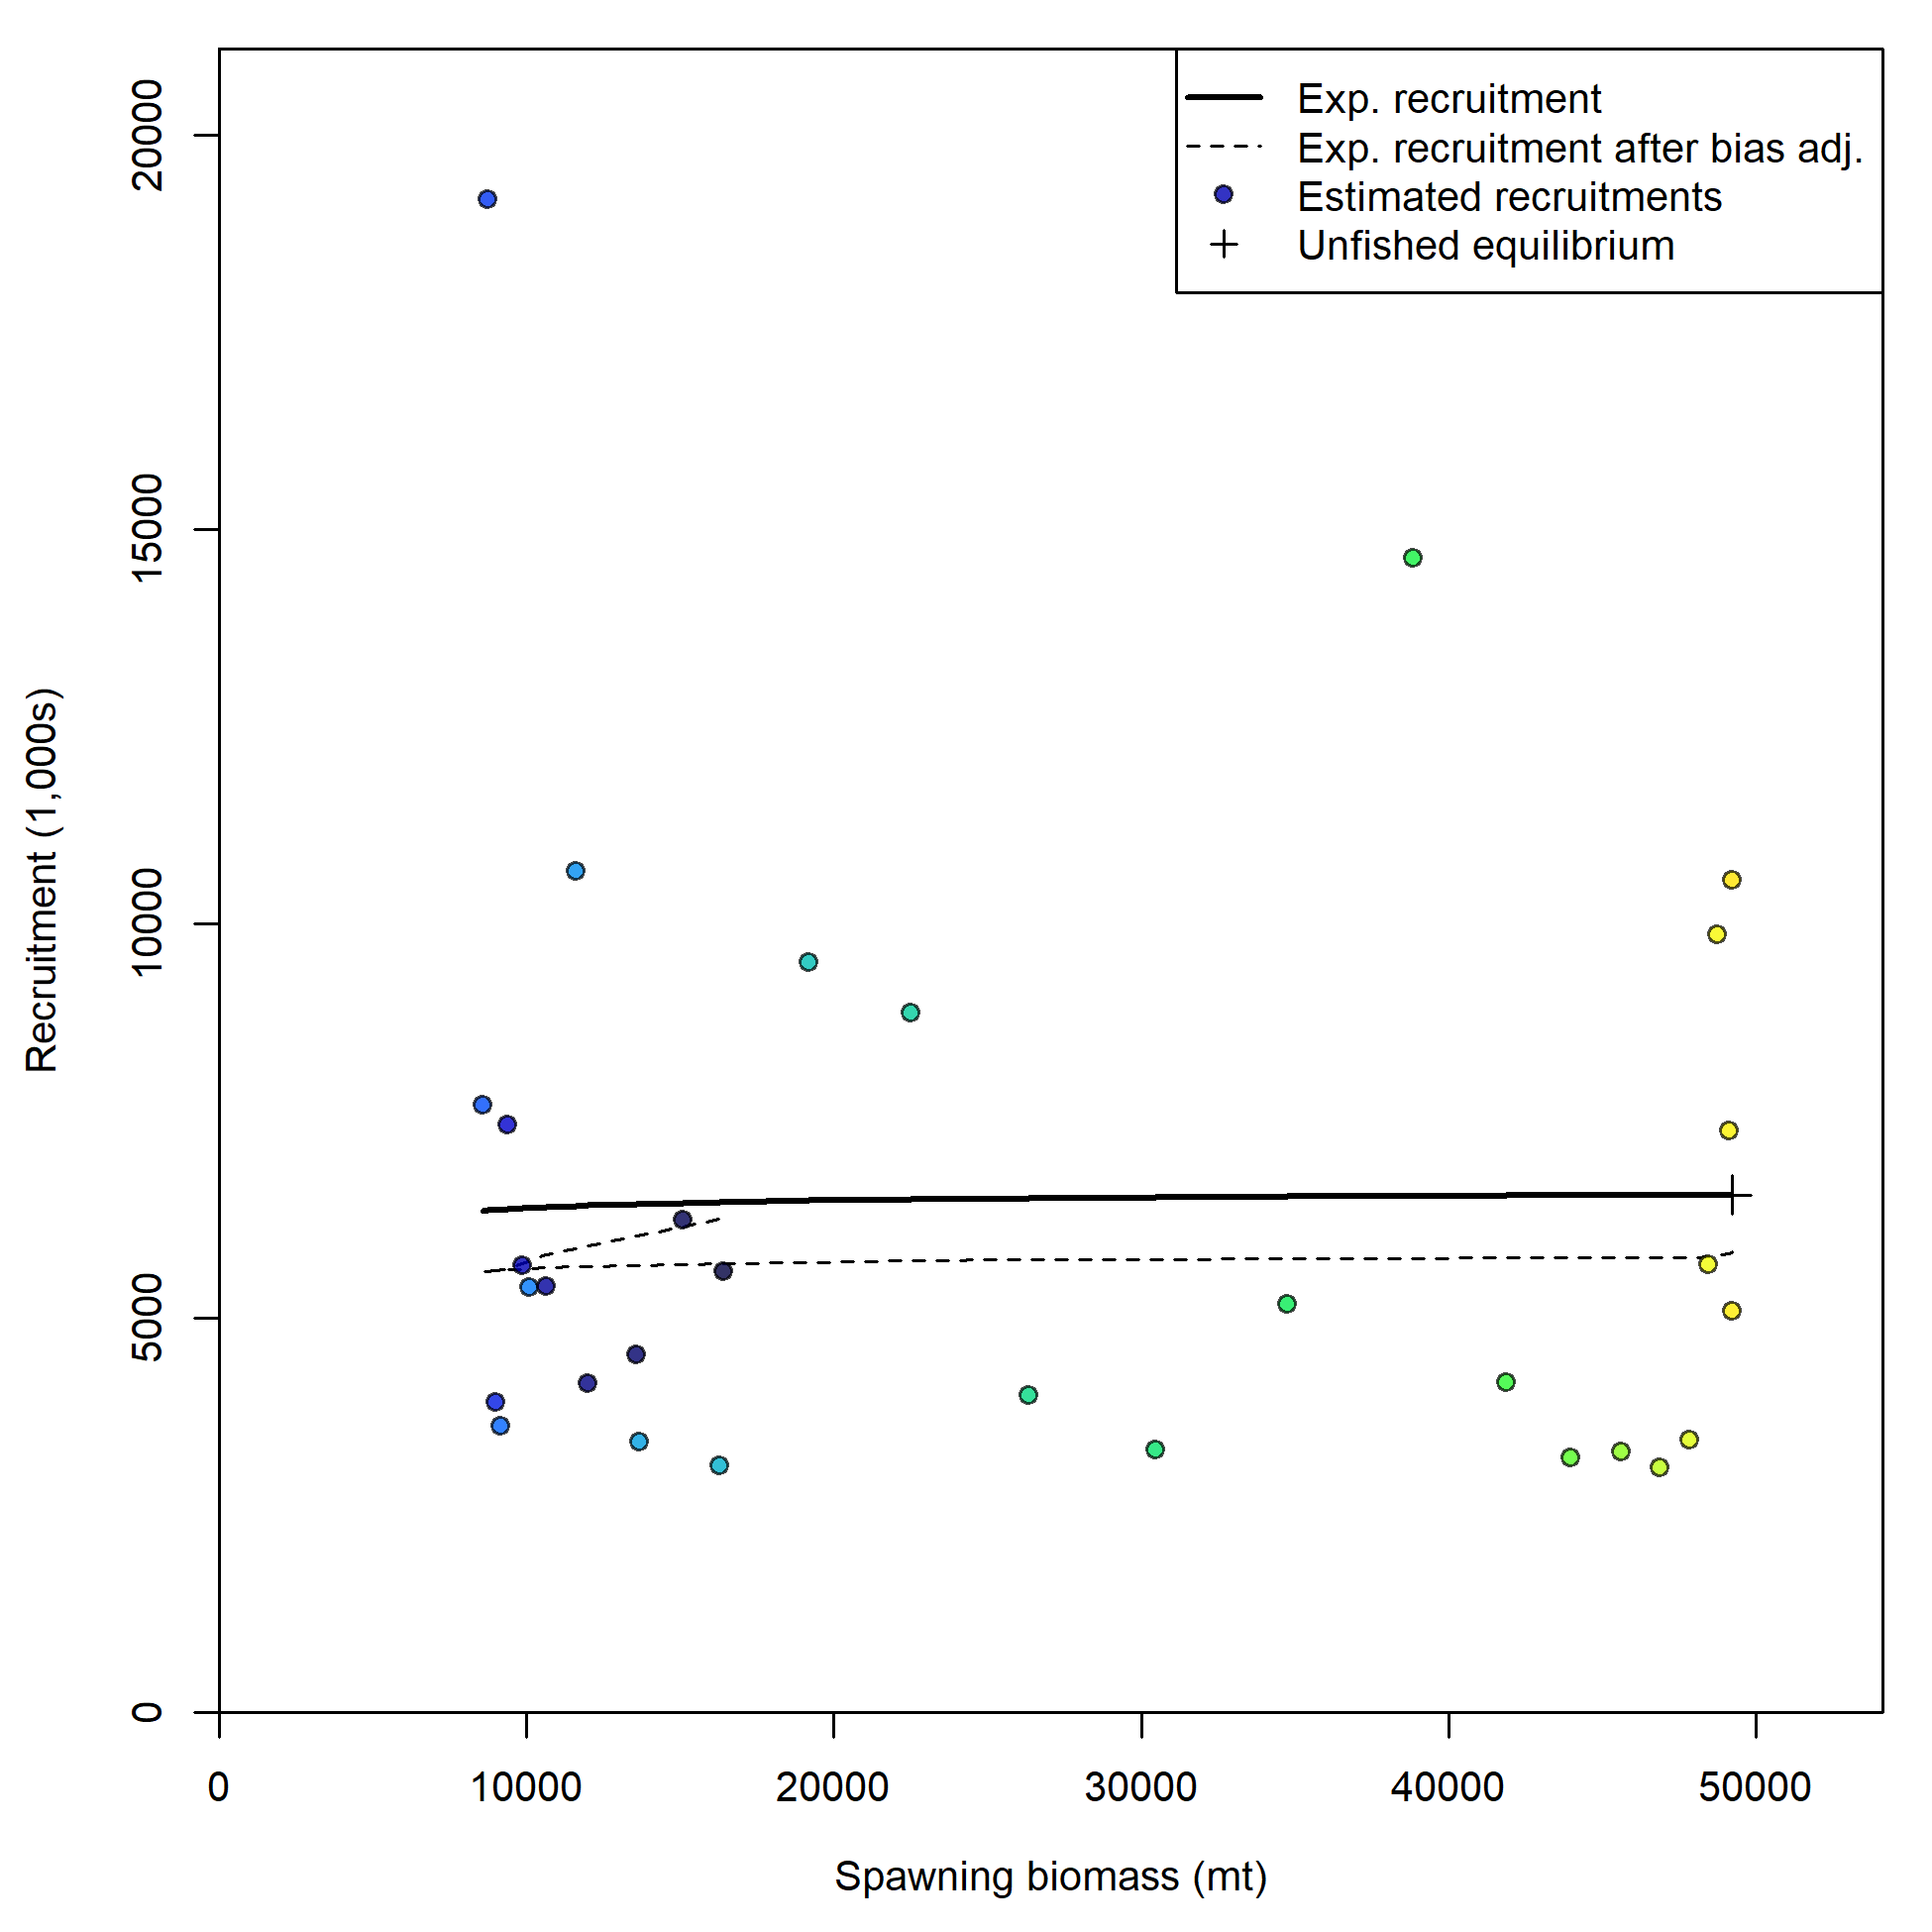 Exp. recruitment
Exp. recruitment after bias adj.
Estimated recruitments
Unfished equilibrium
Recruitment (1,000s)
20000
15000
10000
5000
0
0 10000 20000 30000 40000 50000
Spawning biomass (mt)